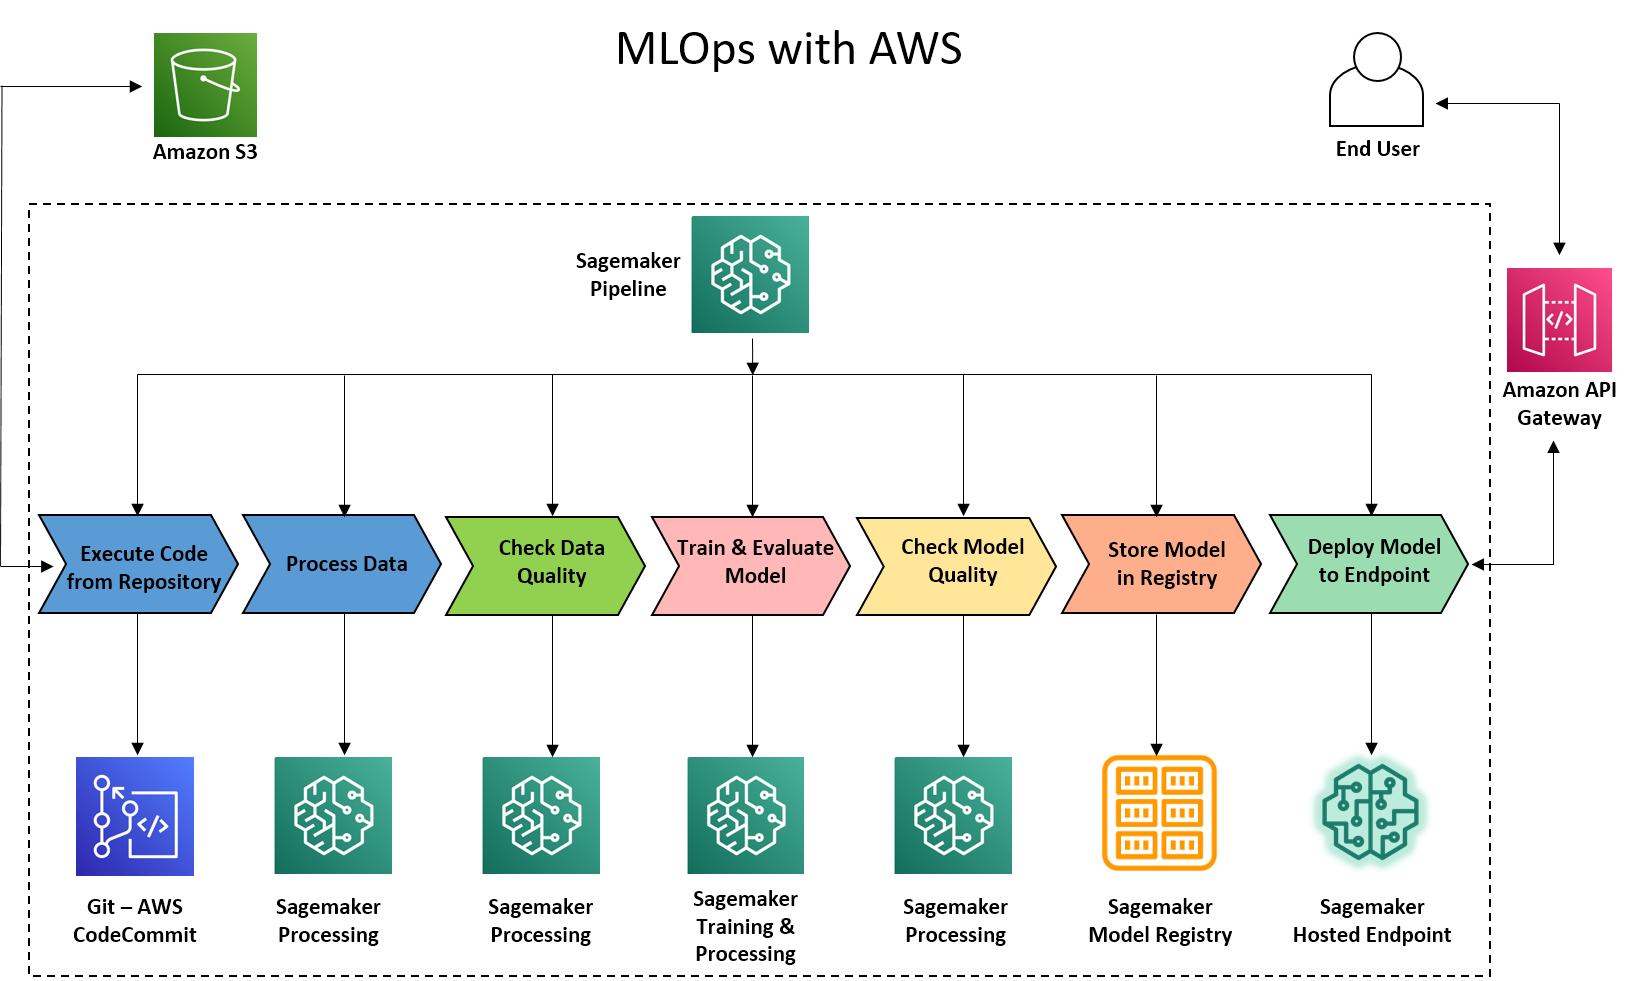 MLOps with AWS
Amazon S3
End User
Sagemaker
Pipeline
Amazon API
Gateway
Execute Code
from Repository
Process Data
Check Data
Quality
Train & Evaluate
Model
Check Model
Quality
Store Model
in Registry
Deploy Model
to Endpoint
Git – AWS
CodeCommit
Sagemaker
Processing
Sagemaker
Processing
Sagemaker
Training &
Processing
Sagemaker
Processing
Sagemaker
Model Registry
Sagemaker
Hosted Endpoint